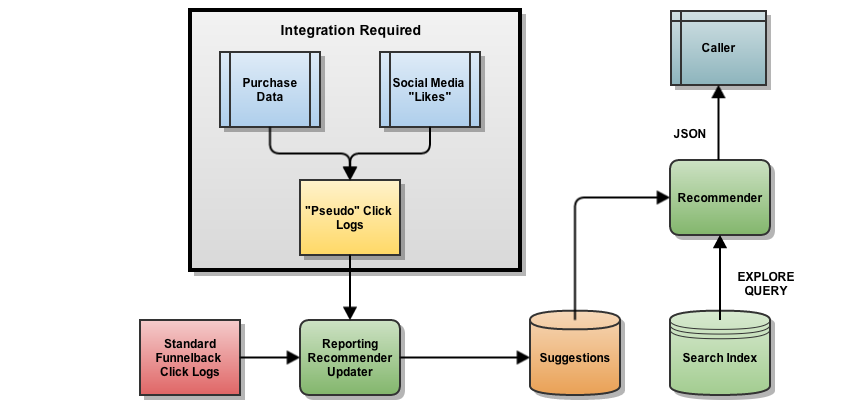 Integration Required
Purchase
Data
Social Media
"Likes"
"Pseudo" Click
Logs
Caller
JSON
Recommender
EXPLORE
QUERY
Standard
Funnelback
Click Logs
Reporting
Recommender
Updater
Suggestions
Search Index